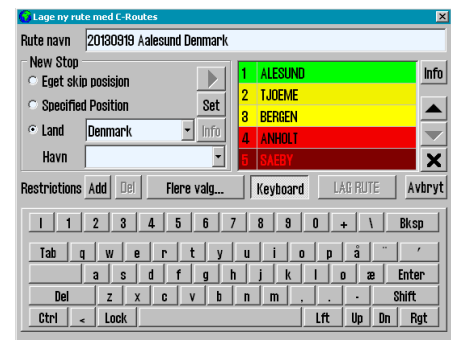 Lage ny rute med C-Routes
Rute navn 20130919 Aalesund Denmark
New Stop
Eget skip posisjon
Specified Position Set
Land Denmark Info
Havn
1 ALESUND
2 TJOEME
3 BERGEN
4 ANHOLT
5 SAEBY
Info
Restrictions Add Del Flere valg... Keyboard LAG RUTE Avbryt
| 1 2 3 4 5 6 7 8 9 0 + \ Bksp
Tab q w e r t y u i o p å ¨ ´
a s d f g h j k l ø æ Enter
Del z x c v b n m , . - Shift
Ctrl < Lock Lft Up Dn Rgt